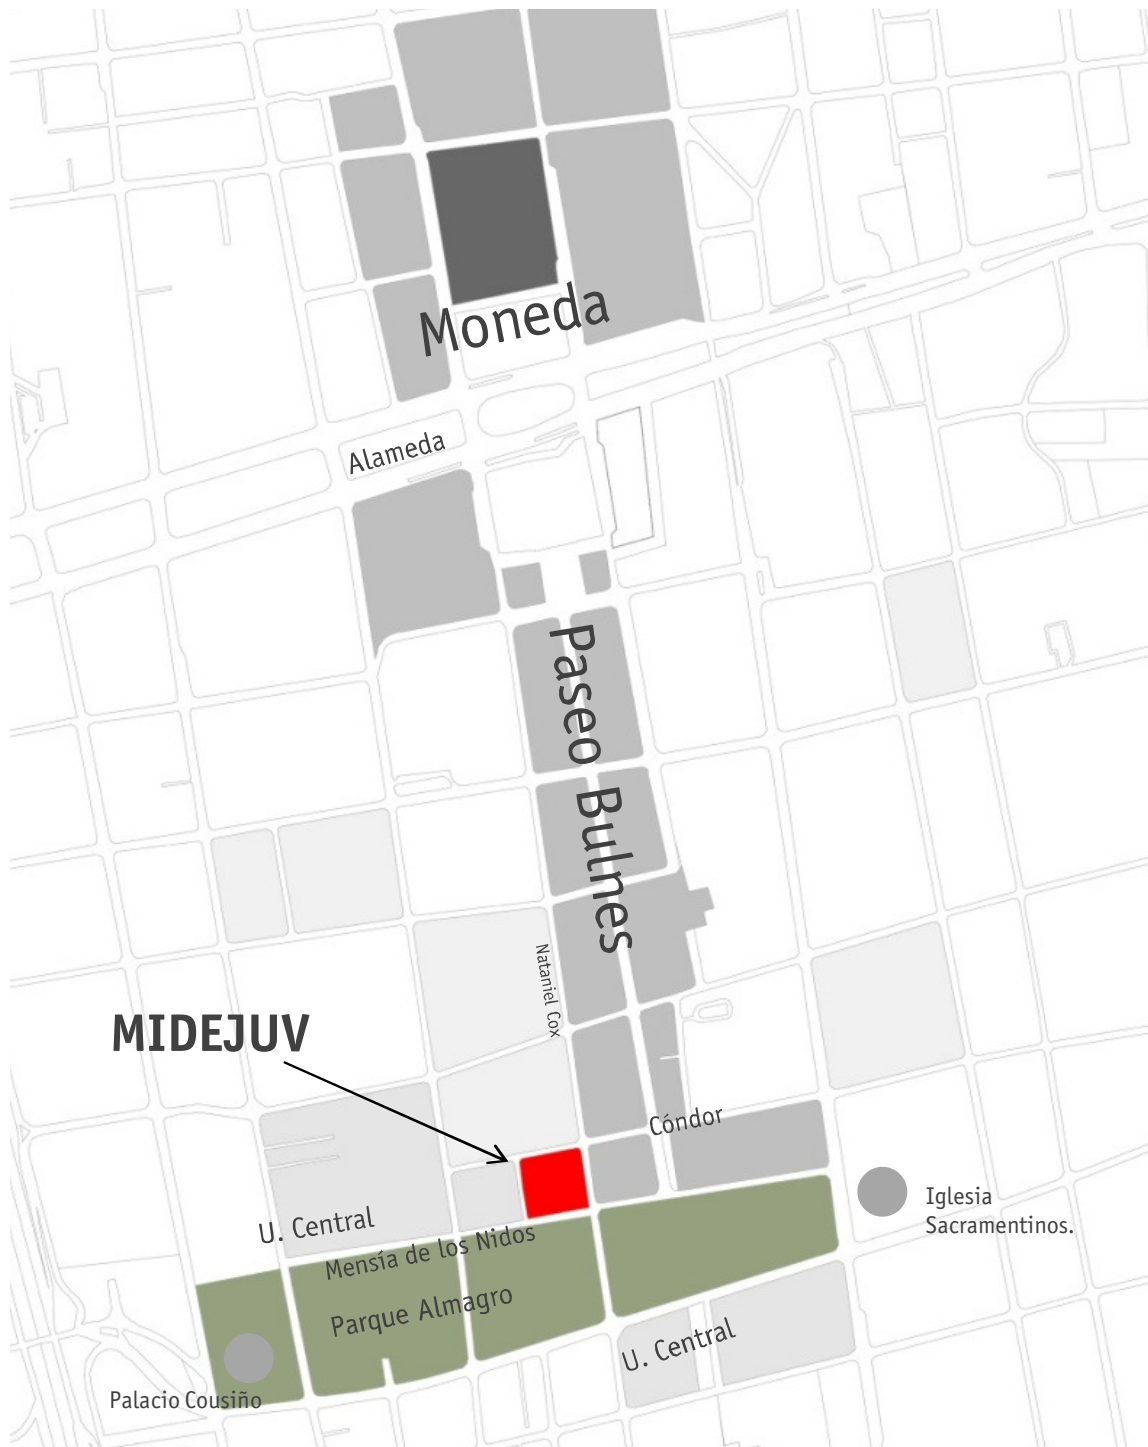 Moneda
Alameda
Paseo Bulnes
Nataniel Cox
MIDEJUV
Cóndor
Iglesia
Sacramentinos.
U. Central
Mensía de los Nidos
Parque Almagro
U. Central
Palacio Cousiño